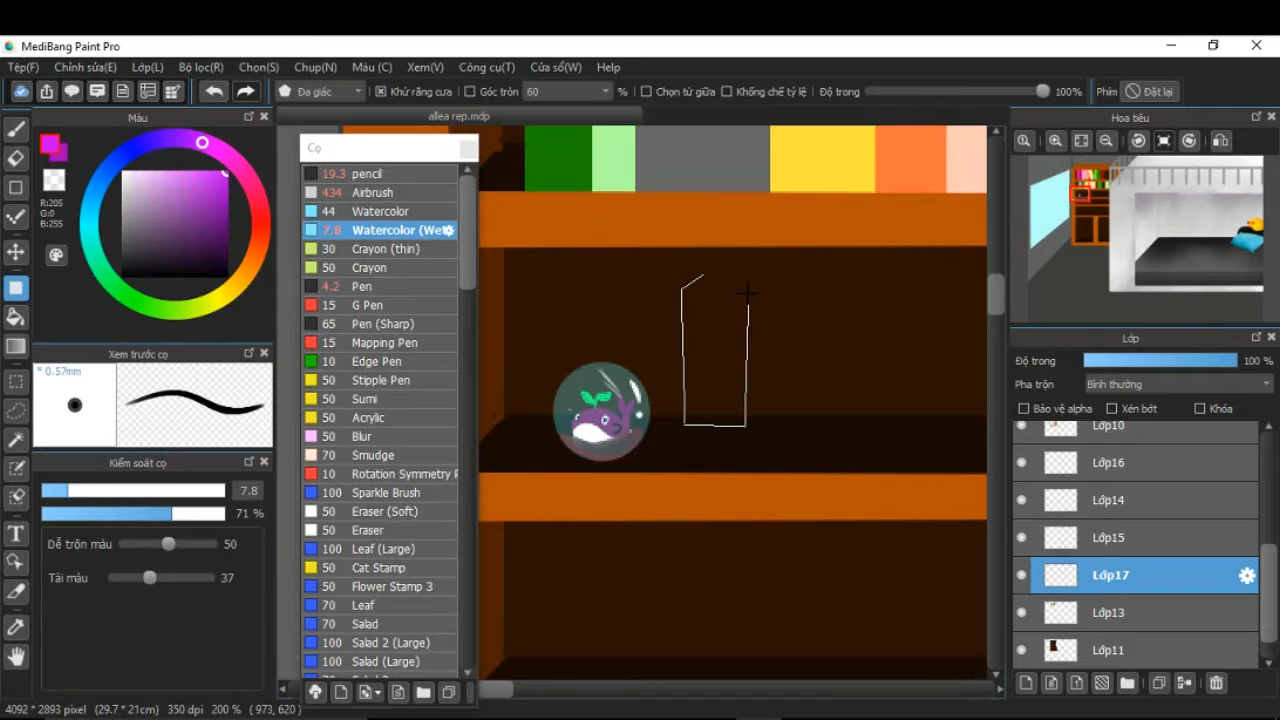 MediBang Paint Pro
Tệp(F) Chỉnh sửa(E) Lớp(L) Bộ lọc(R) Chọn(S) Chụp(N) Màu (C) Xem(V) Công cụ(T) Cửa sổ(W) Help
Đa giác Khử răng cưa Góc tròn 60 % Chọn từ giữa Khống chế tỷ lệ Độ trong 100% Phím Đặt lại
Màu
allea rep.mdp
Hoa tiêu
Cọ
R:205
G:0
B:255
19.3 pencil
434 Airbrush
44 Watercolor
7.8 Watercolor (We
30 Crayon (thin)
50 Crayon
4.2 Pen
15 G Pen
65 Pen (Sharp)
15 Mapping Pen
10 Edge Pen
50 Stipple Pen
50 Sumi
50 Acrylic
50 Blur
70 Smudge
10 Rotation Symmetry P
100 Sparkle Brush
50 Eraser (Soft)
50 Eraser
100 Leaf (Large)
50 Cat Stamp
50 Flower Stamp 3
70 Leaf
70 Salad
100 Salad 2 (Large)
100 Salad (Large)
Xem trước cọ
* 0.57mm
Kiểm soát cọ
7.8
71 %
Dễ trộn màu 50
Tải màu 37
Lớp
Độ trong 100 %
Pha trộn Bình thường
Bảo vệ alpha Xén bớt Khóa
Lớp10
Lớp16
Lớp14
Lớp15
Lớp17
Lớp13
Lớp11
4092 * 2893 pixel (29.7 * 21cm) 350 dpi 200 % ( 973, 620 )